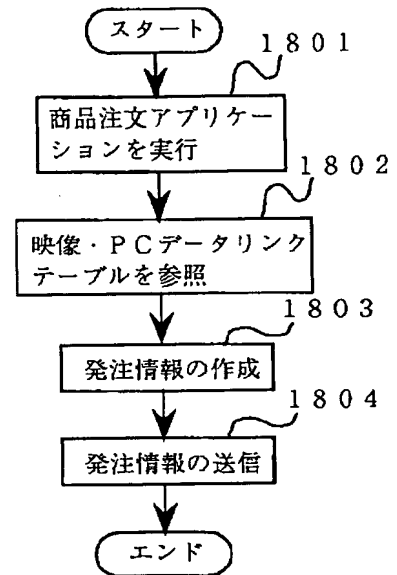 スタート
1801
商品注文アプリケー
ションを実行
1802
映像・PCデータリンク
テーブルを参照
1803
発注情報の作成
1804
発注情報の送信
エンド